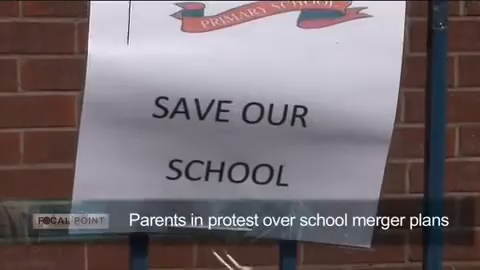 PRIMARY SCHOOL
SAVE OUR
SCHOOL
FOCAL POINT
Parents in protest over school merger plans